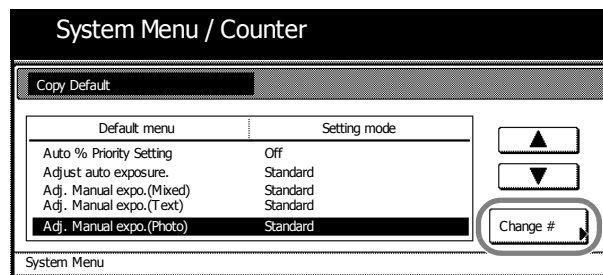 System Menu / Counter
Copy Default
Default menu Setting mode
Auto % Priority Setting Off
Adjust auto exposure. Standard
Adj. Manual expo.(Mixed) Standard
Adj. Manual expo.(Text) Standard
Adj. Manual expo.(Photo) Standard
Change #
System Menu